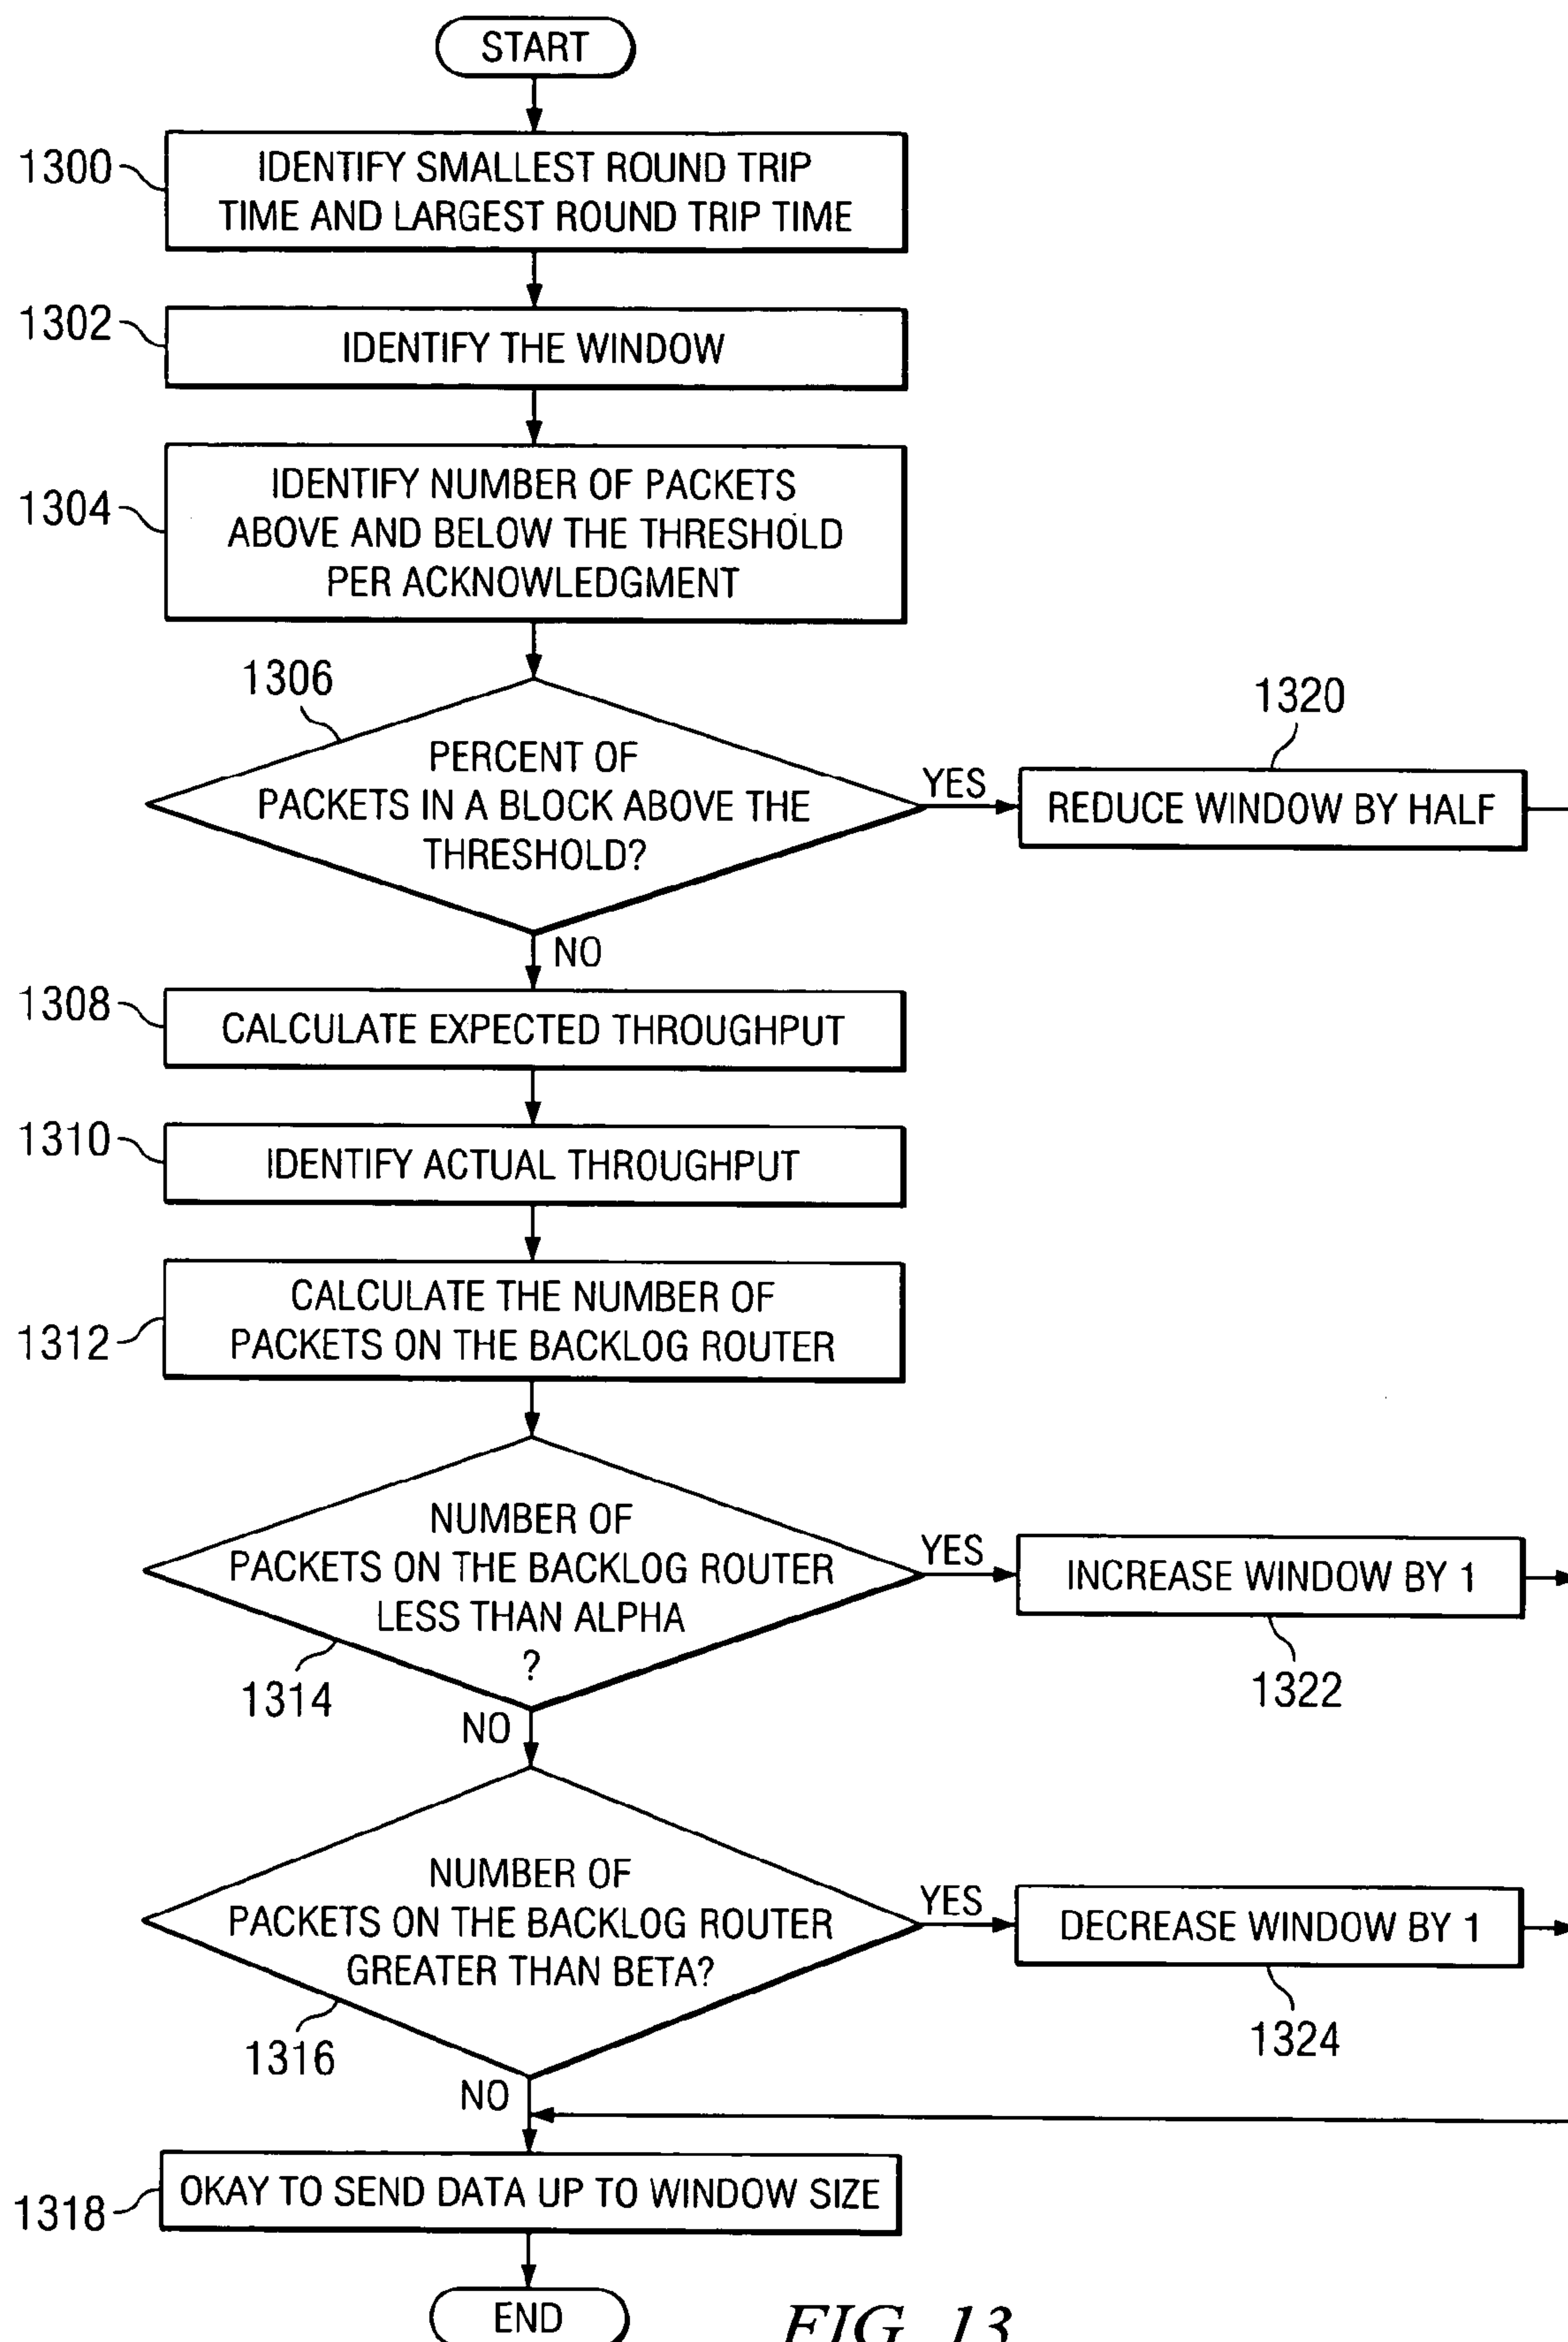 START
1300
IDENTIFY SMALLEST ROUND TRIP
TIME AND LARGEST ROUND TRIP TIME
1302
IDENTIFY THE WINDOW
1304
IDENTIFY NUMBER OF PACKETS
ABOVE AND BELOW THE THRESHOLD
PER ACKNOWLEDGMENT
1306
PERCENT OF
PACKETS IN A BLOCK ABOVE THE
THRESHOLD?
YES
1320
REDUCE WINDOW BY HALF
NO
1308
CALCULATE EXPECTED THROUGHPUT
1310
IDENTIFY ACTUAL THROUGHPUT
1312
CALCULATE THE NUMBER OF
PACKETS ON THE BACKLOG ROUTER
NUMBER OF
PACKETS ON THE BACKLOG ROUTER
LESS THAN ALPHA
?
1314
YES
INCREASE WINDOW BY 1
1322
NO
NUMBER OF
PACKETS ON THE BACKLOG ROUTER
GREATER THAN BETA?
1316
YES
DECREASE WINDOW BY 1
1324
NO
1318
OKAY TO SEND DATA UP TO WINDOW SIZE
END
FIG. 13